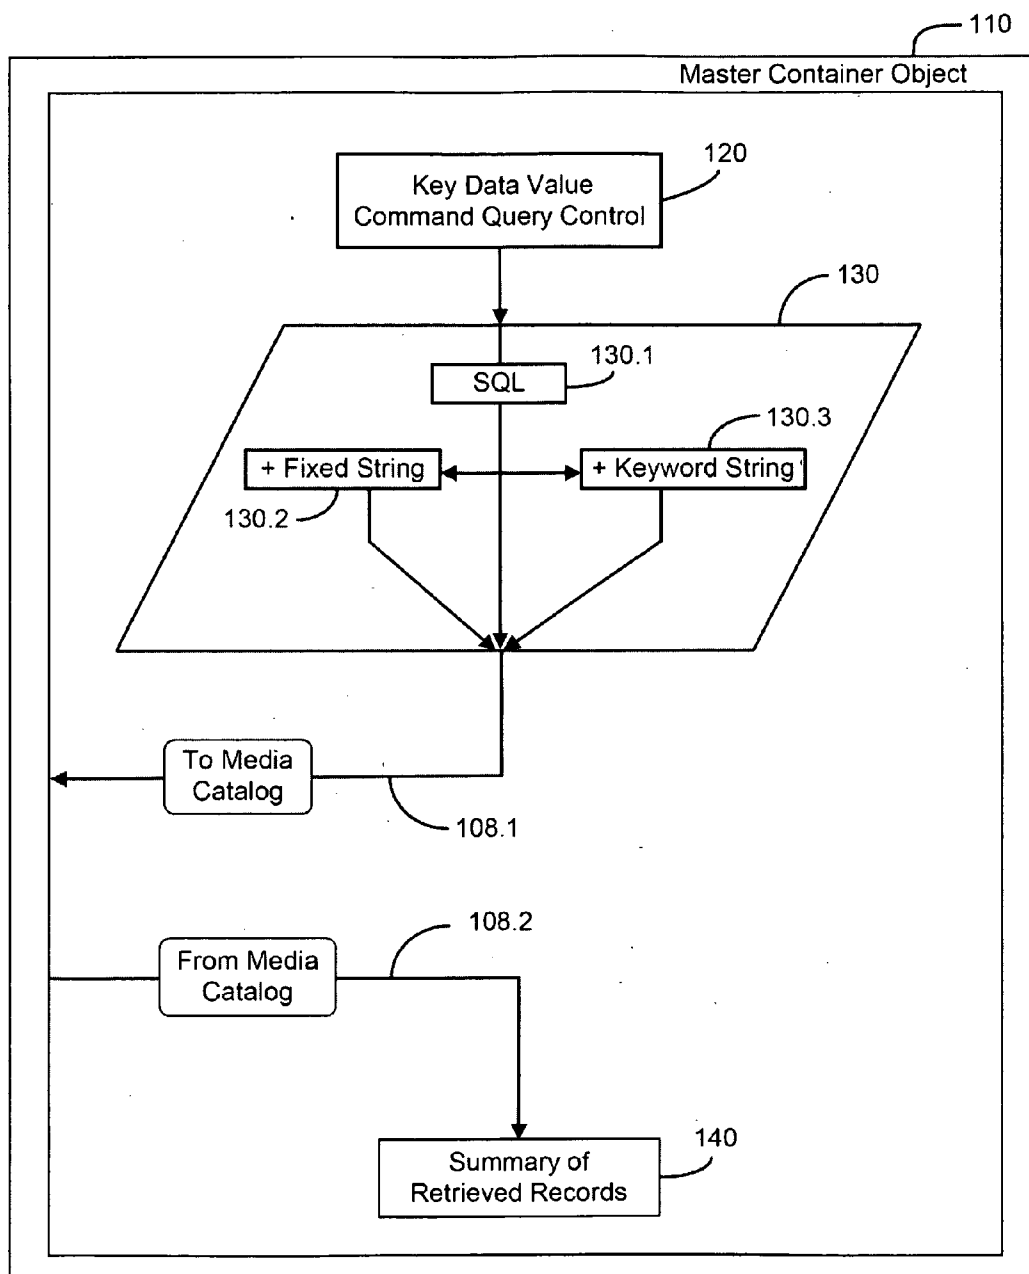 110
Master Container Object
120
Key Data Value
Command Query Control
130
130.1
SQL
130.3
+ Fixed String
+ Keyword String
130.2
To Media
Catalog
108.1
108.2
From Media
Catalog
140
Summary of
Retrieved Records